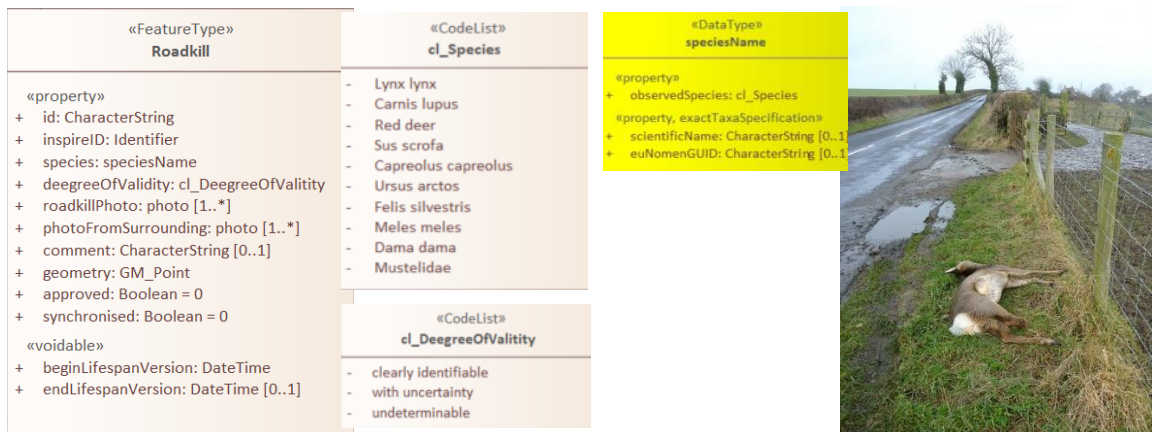 «FeatureType»
Roadkill
«property»
+ id: CharacterString
+ inspireID: Identifier
+ species: speciesName
+ deegreeOfValidity: cl_DeegreeOfValitity
+ roadkillPhoto: photo [1..*]
+ photoFromSurrounding: photo [1..*]
+ comment: CharacterString [0..1]
+ geometry: GM_Point
+ approved: Boolean = 0
+ synchronised: Boolean = 0
«voidable»
+ beginLifespanVersion: DateTime
+ endLifespanVersion: DateTime [0..1]
«CodeList»
cl_Species
- Lynx lynx
- Carnis lupus
- Red deer
- Sus scrofa
- Capreolus capreolus
- Ursus arctos
- Felis silvestris
- Meles meles
- Dama dama
- Mustelidae
«CodeList»
cl_DeegreeOfValitity
- clearly identifiable
- with uncertainty
- undeterminable
«DataType»
speciesName
«property»
+ observedSpecies: cl_Species
«property, exactTaxaSpecification»
+ scientificName: CharacterString [0..1]
+ euNomenGUID: CharacterString [0..1]